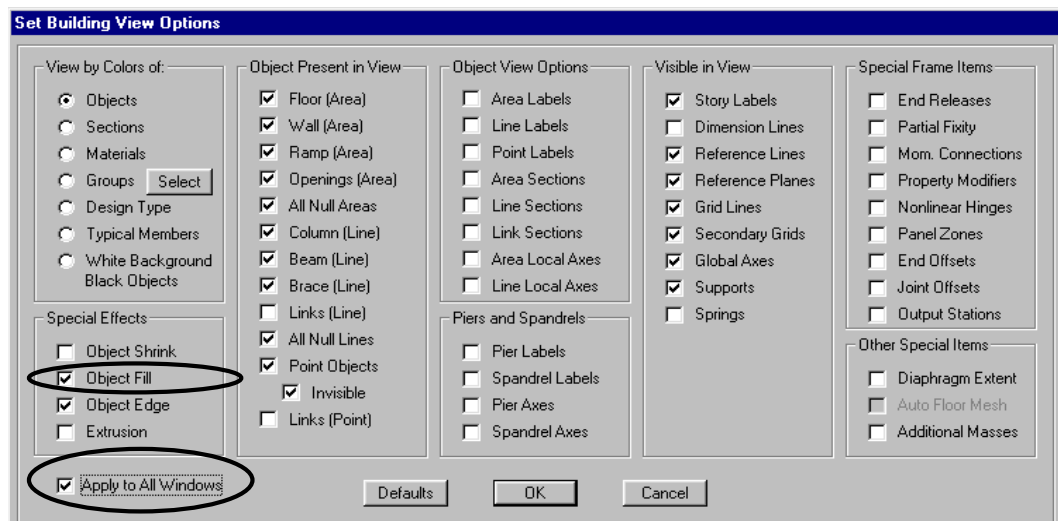 Set Building View Options
View by Colors of:
Objects
Sections
Materials
Groups Select
Design Type
Typical Members
White Background
Black Objects
Special Effects
Object Shrink
Object Fill
Object Edge
Extrusion
Apply to All Windows
Object Present in View
Floor (Area)
Wall (Area)
Ramp (Area)
Openings (Area)
All Null Areas
Column (Line)
Beam (Line)
Brace (Line)
Links (Line)
All Null Lines
Point Objects
Invisible
Links (Point)
Object View Options
Area Labels
Line Labels
Point Labels
Area Sections
Line Sections
Link Sections
Area Local Axes
Line Local Axes
Piers and Spandrels
Pier Labels
Spandrel Labels
Pier Axes
Spandrel Axes
Visible in View
Story Labels
Dimension Lines
Reference Lines
Reference Planes
Grid Lines
Secondary Grids
Global Axes
Supports
Springs
Special Frame Items
End Releases
Partial Fixity
Mom. Connections
Property Modifiers
Nonlinear Hinges
Panel Zones
End Offsets
Joint Offsets
Output Stations
Other Special Items
Diaphragm Extent
Auto Floor Mesh
Additional Masses
Defaults
OK
Cancel